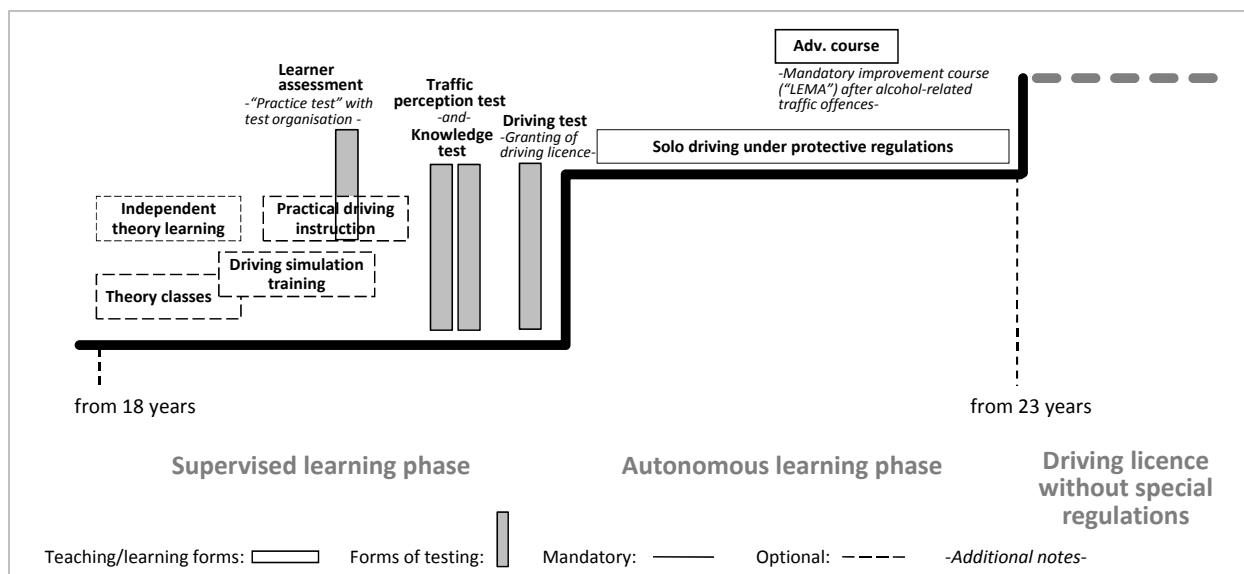 Adv. course
-Mandatory improvement course
("LEMA") after alcohol-related
traffic offences-
Learner
assessment
-"Practice test" with
test organisation -
Traffic
perception test
-and-
Knowledge
test
Driving test
-Granting of
driving licence-
Solo driving under protective regulations
Independent
theory learning
Practical driving
instruction
Driving simulation
training
Theory classes
from 18 years
from 23 years
Supervised learning phase
Autonomous learning phase
Driving licence
without special
regulations
Teaching/learning forms:
Forms of testing:
Mandatory:
Optional:
-Additional notes-